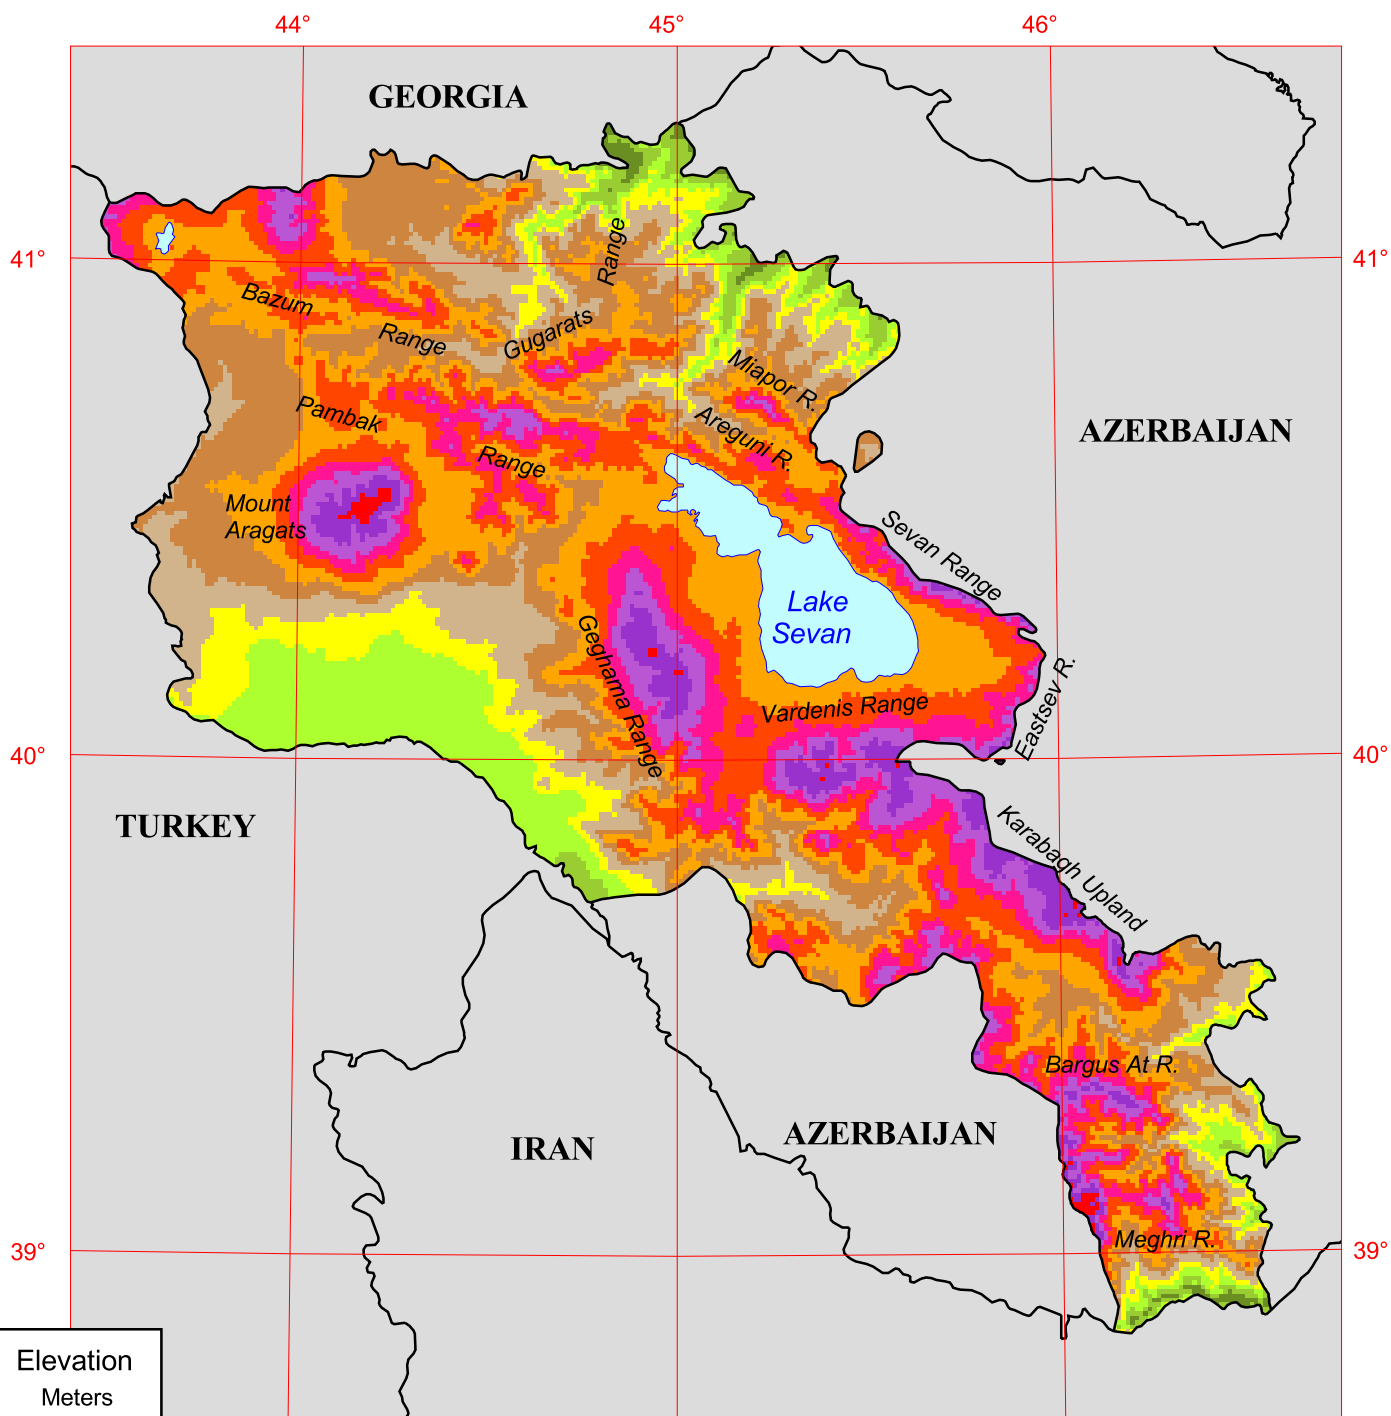 44°
45°
46°
GEORGIA
41°
41°
Range
Bazum
Range
Gugarats
Miapor R.
Pambak
Areguni R.
AZERBAIJAN
Range
Mount
Aragats
Sevan Range
Lake
Sevan
Geghama Range
Vardenis Range
Eastsev R.
40°
40°
TURKEY
Karabagh Upland
Bargus At R.
IRAN
AZERBAIJAN
Meghri R.
39°
39°
Elevation
Meters